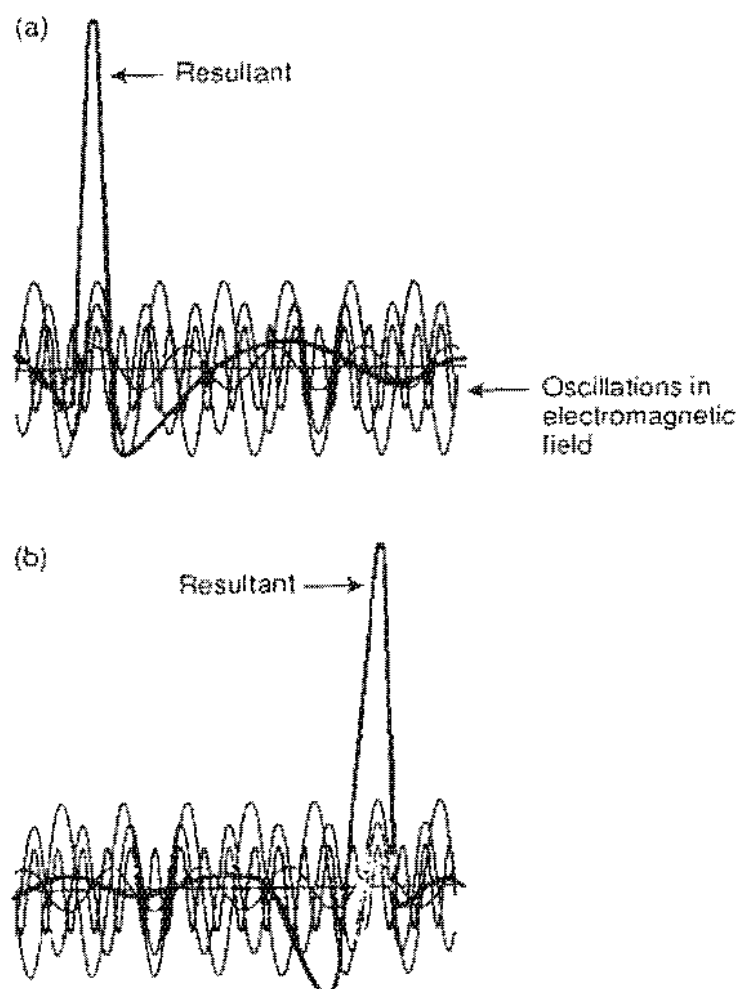 (a)
Resultant
Oscillations in
electromagnetic
field
(b)
Resultant